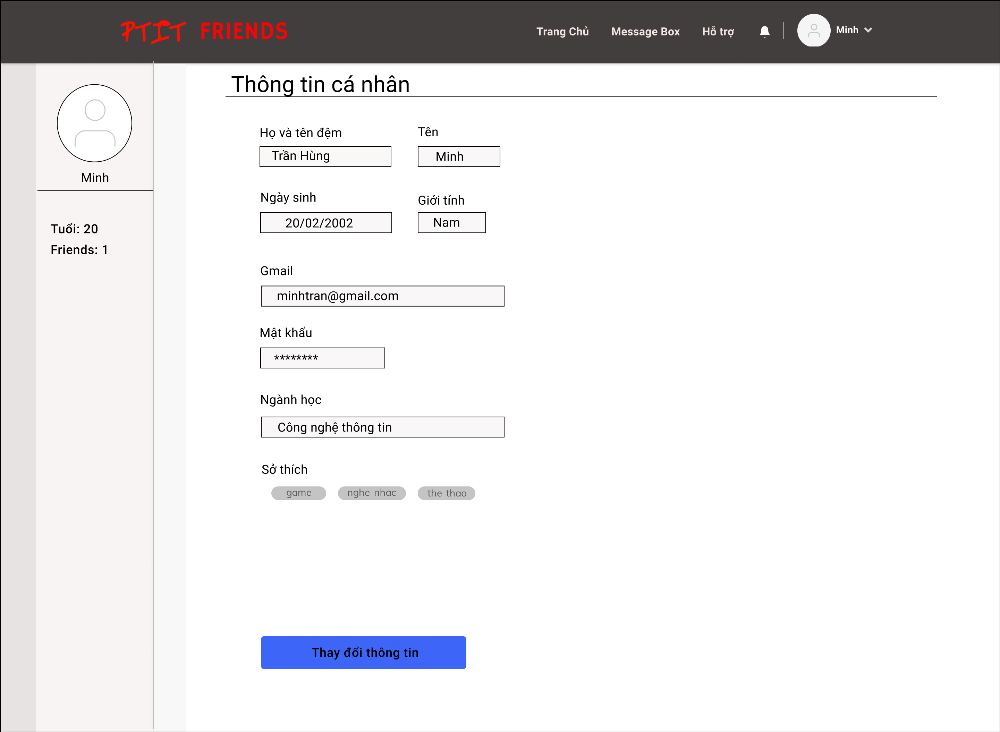 PTIT FRIENDS
Trang Chủ Message Box Hỗ trợ Minh
Minh
Tuổi: 20
Friends: 1
Thông tin cá nhân
Họ và tên đệm Tên
Trần Hùng Minh
Ngày sinh Giới tính
20/02/2002 Nam
Gmail
minhtran@gmail.com
Mật khẩu
********
Ngành học
Công nghệ thông tin
Sở thích
game nghe nhac the thao
Thay đổi thông tin